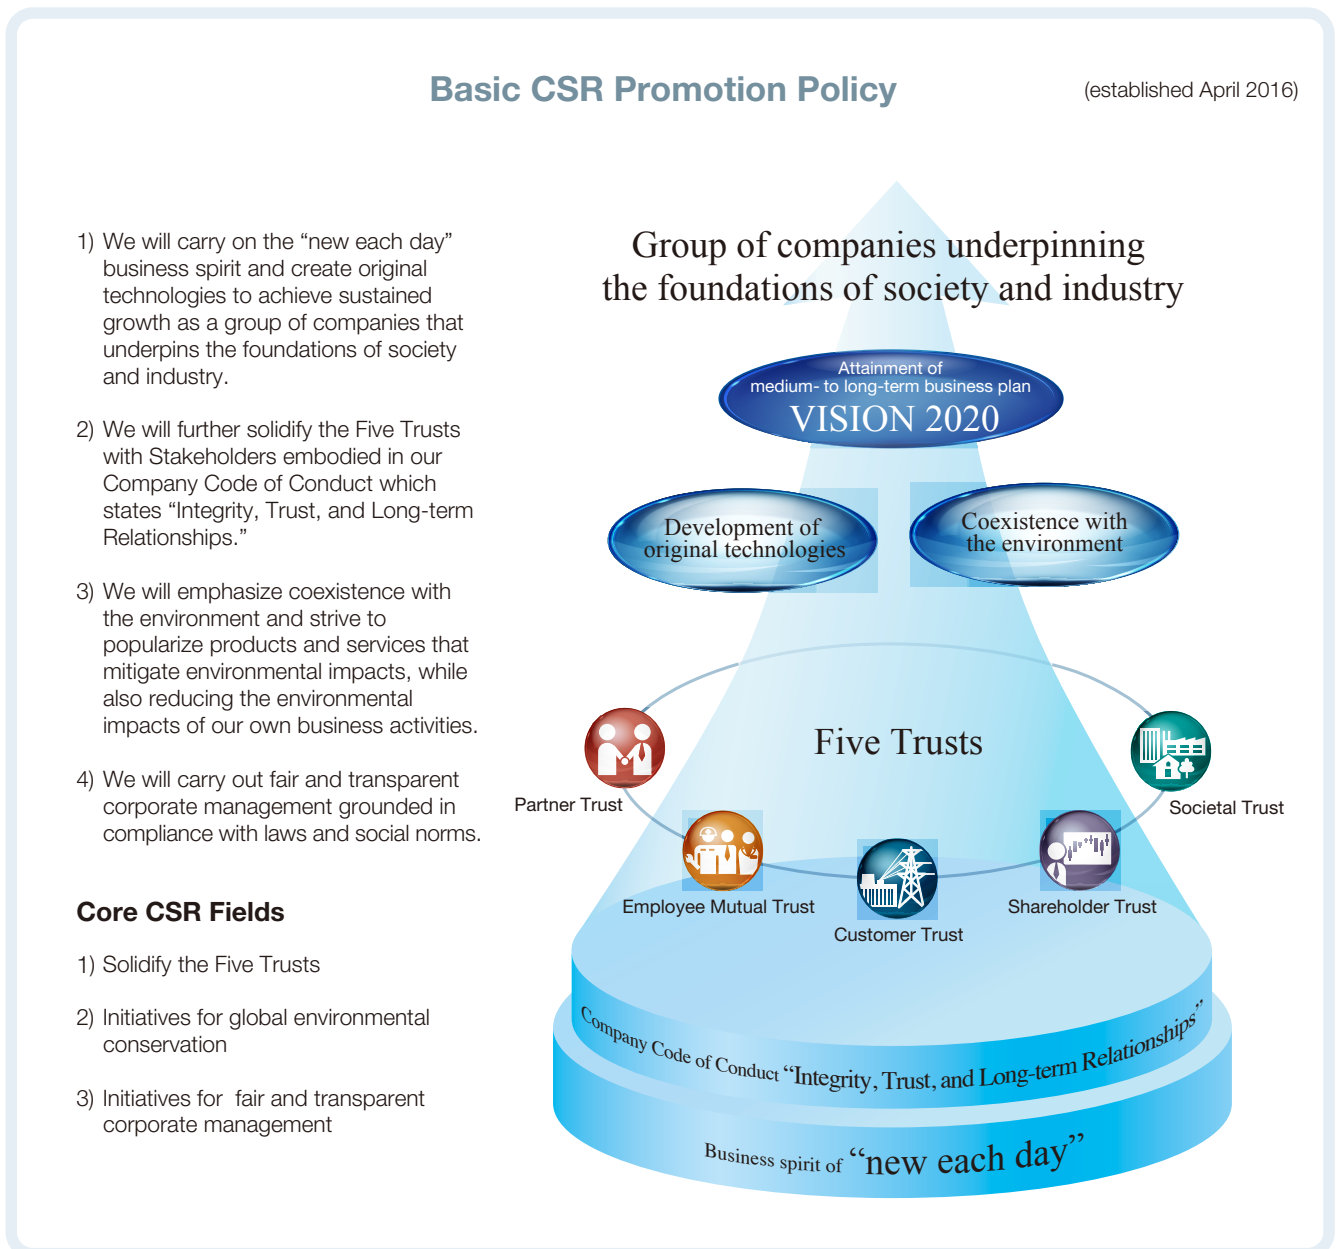 Basic CSR Promotion Policy
(established April 2016)
1) We will carry on the “new each day”
business spirit and create original
technologies to achieve sustained
growth as a group of companies that
underpins the foundations of society
and industry.
2) We will further solidify the Five Trusts
with Stakeholders embodied in our
Company Code of Conduct which
states “Integrity, Trust, and Long-term
Relationships.”
3) We will emphasize coexistence with
the environment and strive to
popularize products and services that
mitigate environmental impacts, while
also reducing the environmental
impacts of our own business activities.
4) We will carry out fair and transparent
corporate management grounded in
compliance with laws and social norms.
Core CSR Fields
1) Solidify the Five Trusts
2) Initiatives for global environmental
conservation
3) Initiatives for fair and transparent
corporate management
Group of companies underpinning
the foundations of society and industry
Attainment of
medium- to long-term business plan
VISION 2020
Development of
original technologies
Coexistence with
the environment
Five Trusts
Partner Trust
Societal Trust
Employee Mutual Trust
Shareholder Trust
Customer Trust
Company Code of Conduct “Integrity, Trust, and Long-term Relationships”
Business spirit of “new each day”